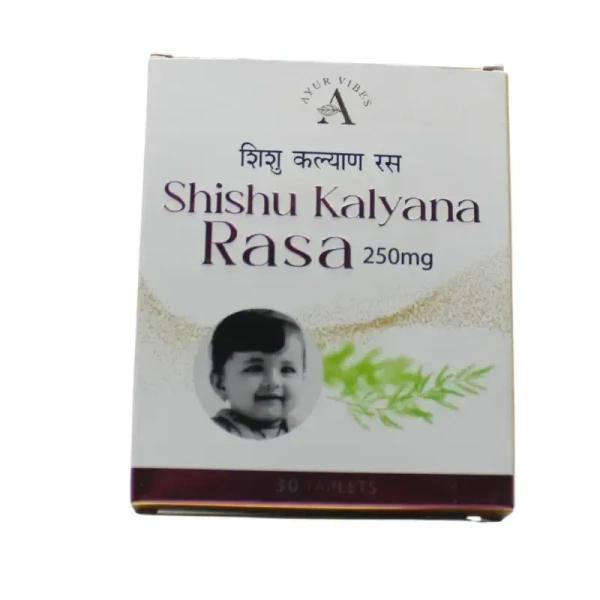 AYUR VIBES
A
शिशु कल्याण रस
Shishu Kalyana
Rasa 250mg
30 TABLETS